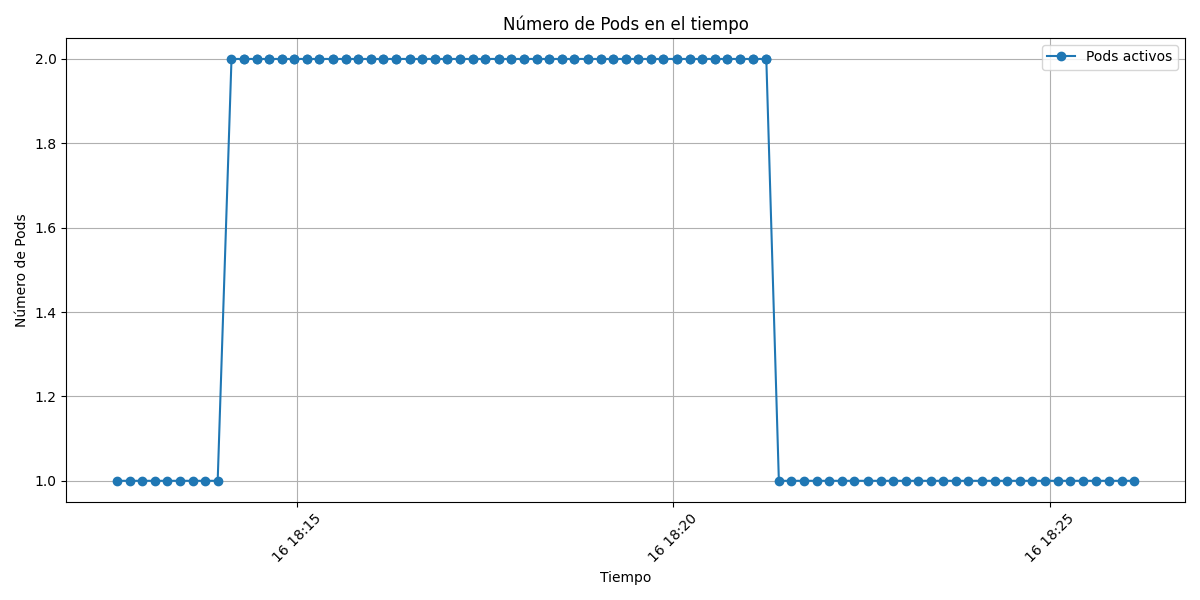 Número de Pods en el tiempo
Pods activos
Número de Pods
2.0
1.8
1.6
1.4
1.2
1.0
16 18:15
16 18:20
16 18:25
Tiempo